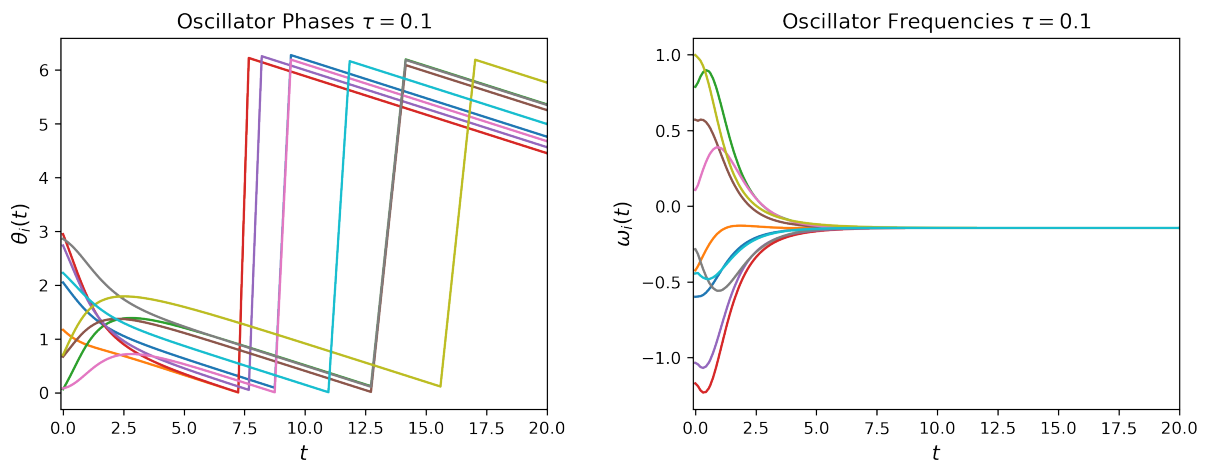 Oscillator Phases τ = 0.1
θᵢ(t)
6
5
4
3
2
1
0
0.0 2.5 5.0 7.5 10.0 12.5 15.0 17.5 20.0
t
Oscillator Frequencies τ = 0.1
ωᵢ(t)
1.0
0.5
0.0
−0.5
−1.0
0.0 2.5 5.0 7.5 10.0 12.5 15.0 17.5 20.0
t